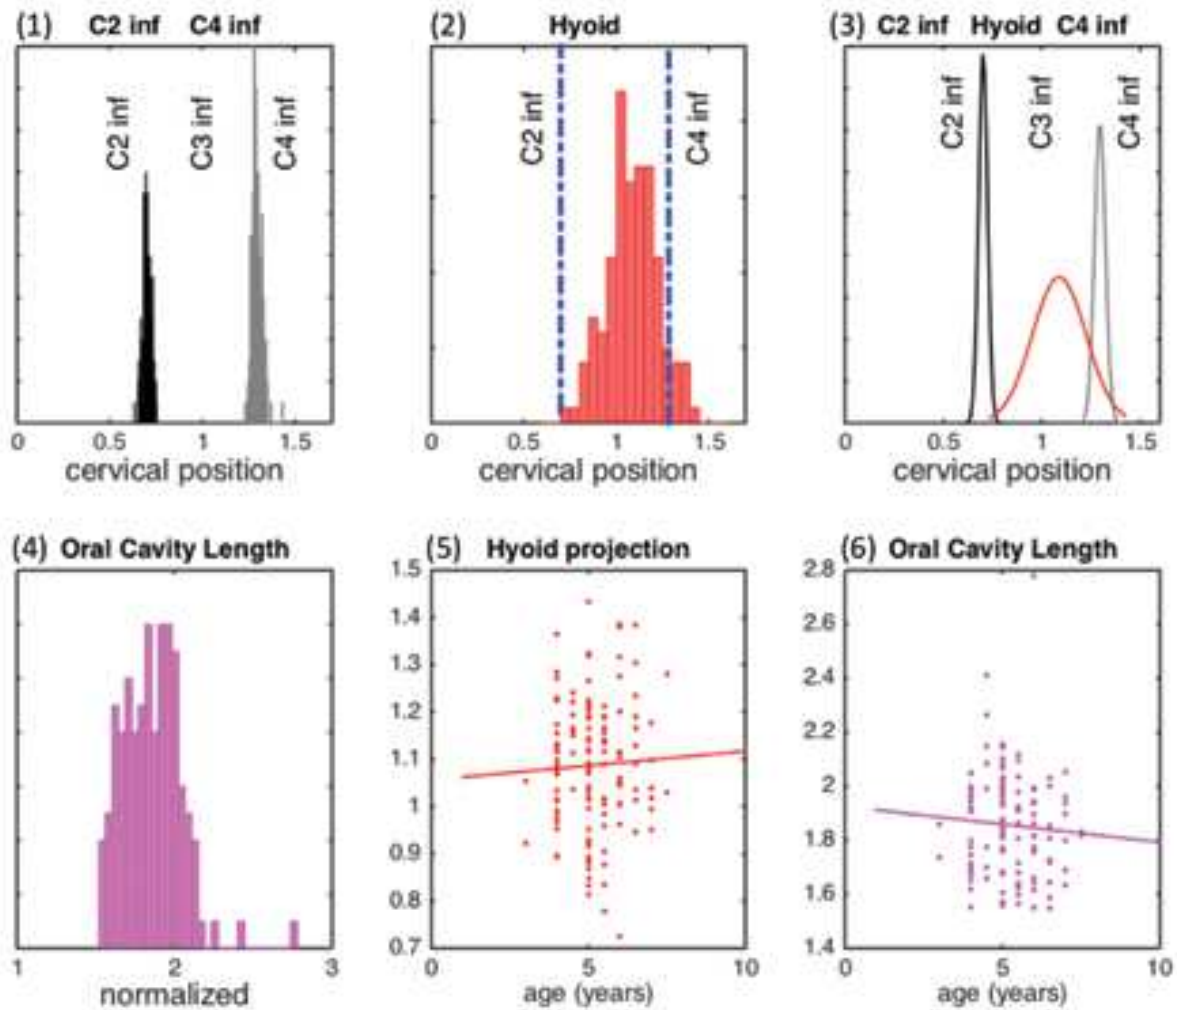 (1) C2 inf C4 inf
C2 inf
C3 inf
C4 inf
0 0.5 1 1.5
cervical position
(2) Hyoid
C2 inf
C4 inf
0 0.5 1 1.5
cervical position
(3) C2 inf Hyoid C4 inf
C2 inf
C3 inf
C4 inf
0 0.5 1 1.5
cervical position
(4) Oral Cavity Length
1 2 3
normalized
(5) Hyoid projection
1.5
1.4
1.3
1.2
1.1
1
0.9
0.8
0.7
0 5 10
age (years)
(6) Oral Cavity Length
2.8
2.6
2.4
2.2
2
1.8
1.6
1.4
0 5 10
age (years)